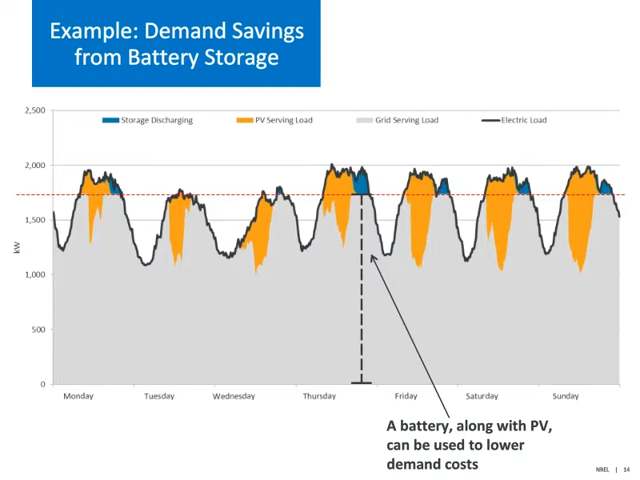 Example: Demand Savings
from Battery Storage
2,500
Storage Discharging
PV Serving Load
Grid Serving Load
Electric Load
2,000
1,500
kW
1,000
500
0
Monday
Tuesday
Wednesday
Thursday
Friday
Saturday
Sunday
A battery, along with PV,
can be used to lower
demand costs
NREL | 14